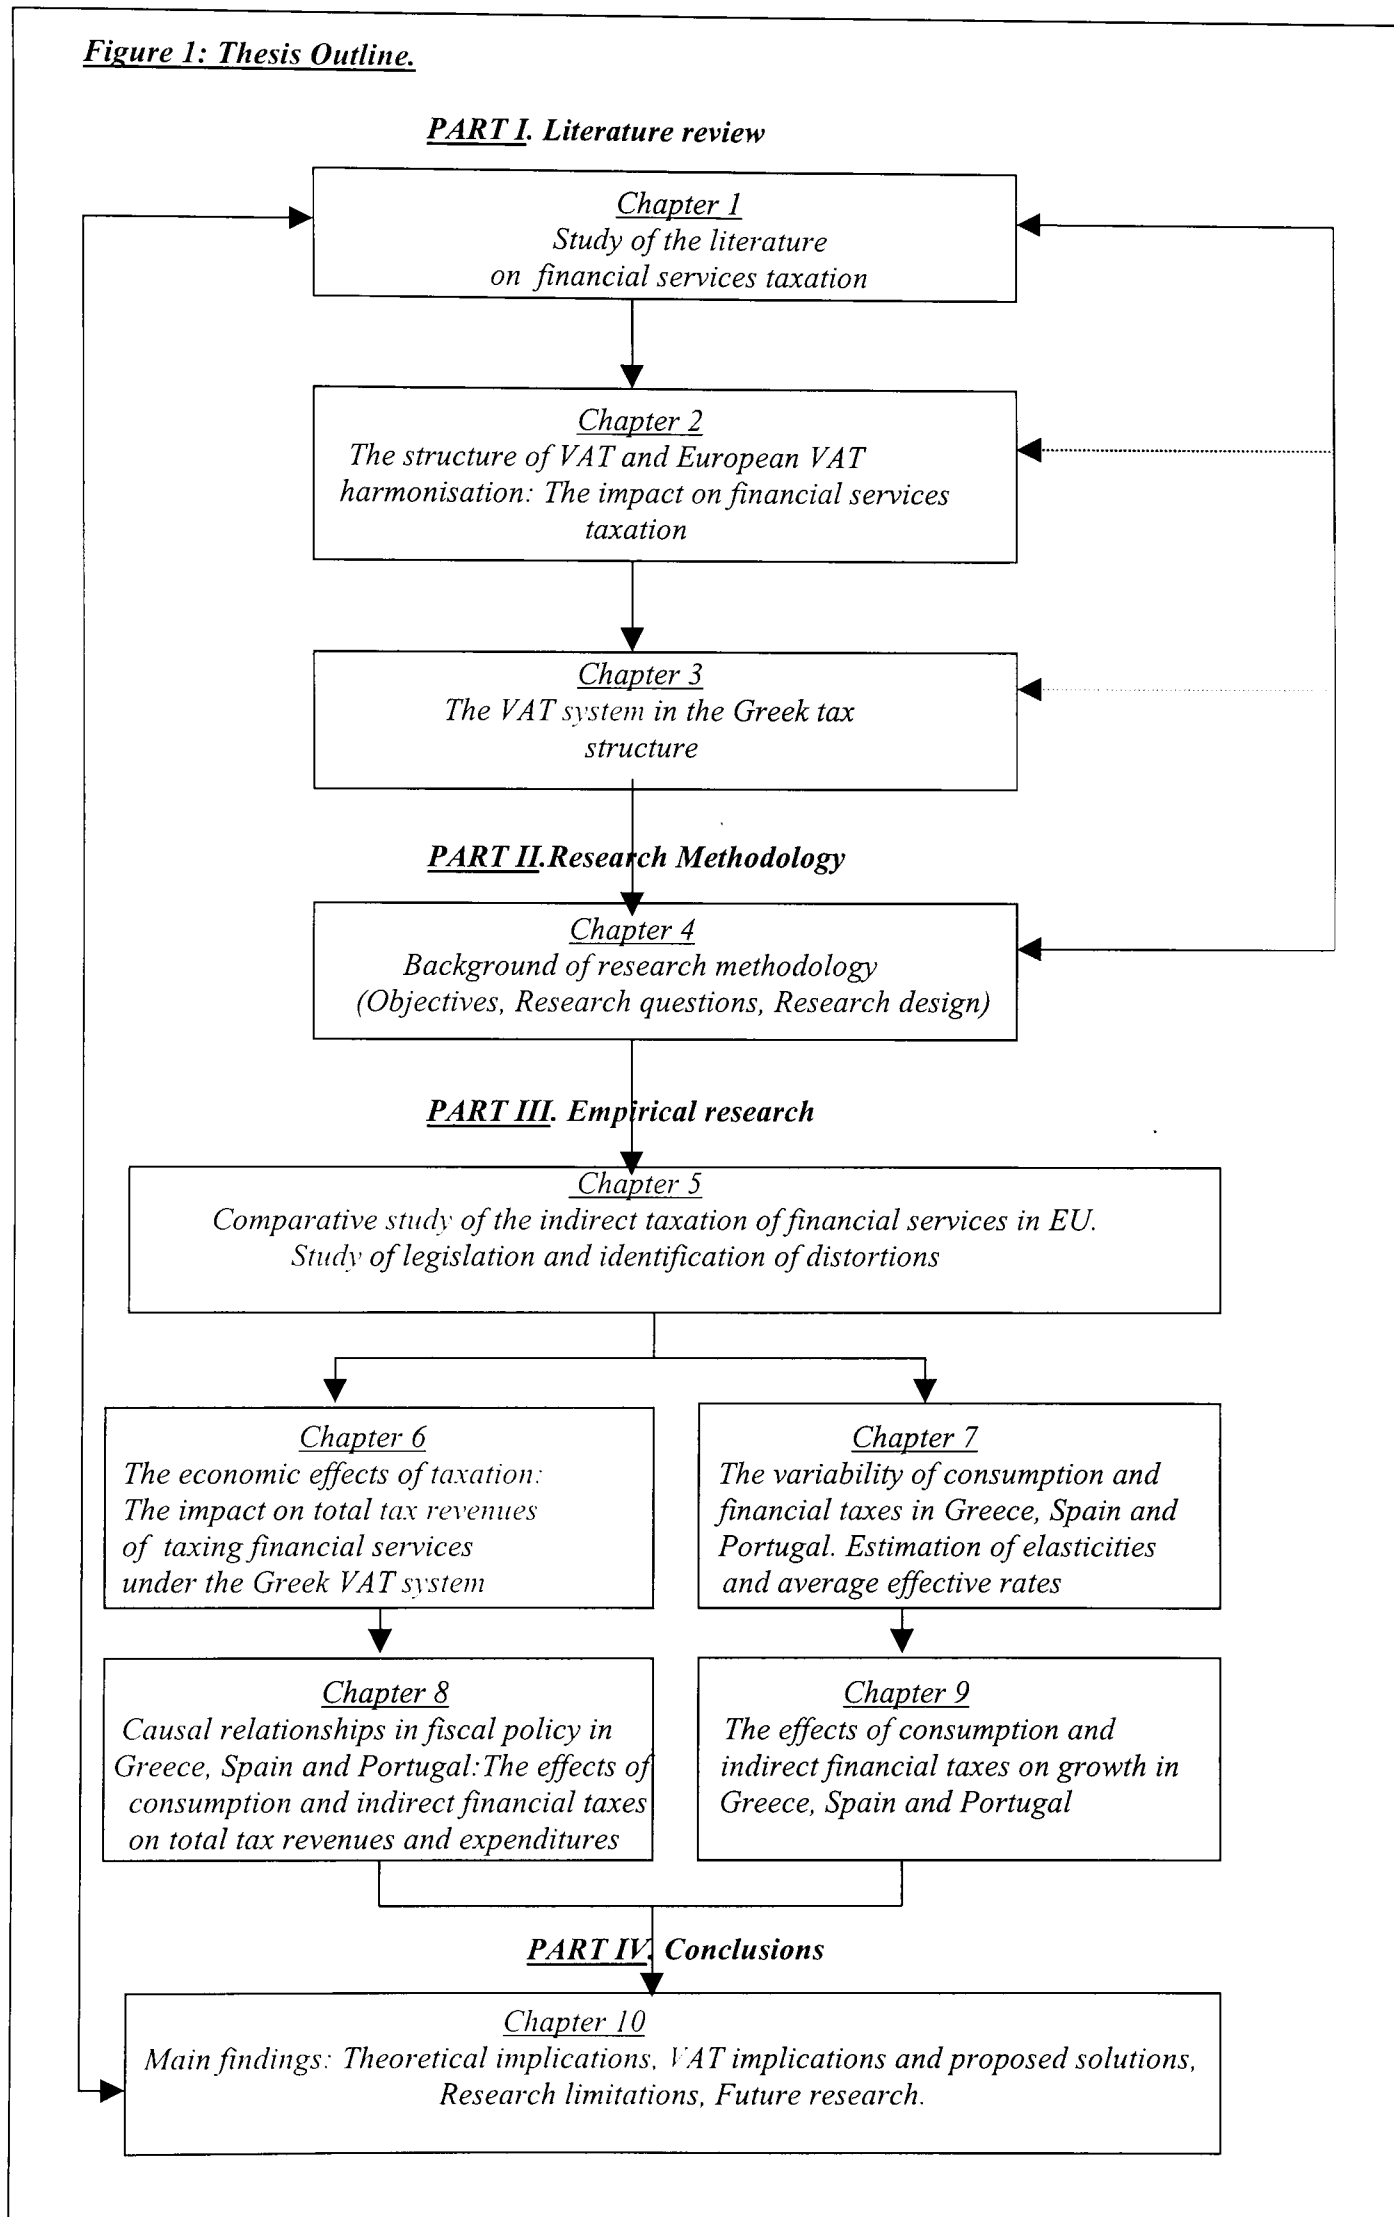 Figure 1: Thesis Outline.
PART I. Literature review
Chapter 1
Study of the literature
on financial services taxation
Chapter 2
The structure of VAT and European VAT
harmonisation: The impact on financial services
taxation
Chapter 3
The VAT system in the Greek tax
structure
PART II.Research Methodology
Chapter 4
Background of research methodology
(Objectives, Research questions, Research design)
PART III. Empirical research
Chapter 5
Comparative study of the indirect taxation of financial services in EU.
Study of legislation and identification of distortions
Chapter 6
The economic effects of taxation:
The impact on total tax revenues
of taxing financial services
under the Greek VAT system
Chapter 7
The variability of consumption and
financial taxes in Greece, Spain and
Portugal. Estimation of elasticities
and average effective rates
Chapter 8
Causal relationships in fiscal policy in
Greece, Spain and Portugal:The effects of
consumption and indirect financial taxes
on total tax revenues and expenditures
Chapter 9
The effects of consumption and
indirect financial taxes on growth in
Greece, Spain and Portugal
PART IV. Conclusions
Chapter 10
Main findings: Theoretical implications, VAT implications and proposed solutions,
Research limitations, Future research.